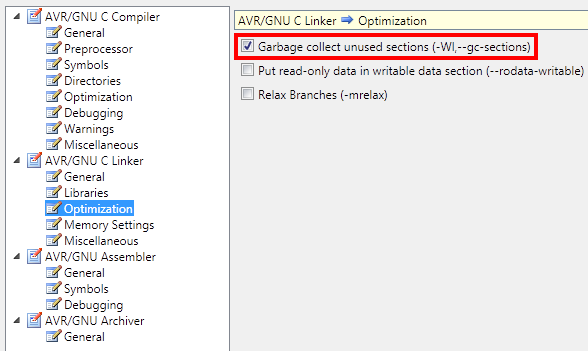 AVR/GNU C Compiler
General
Preprocessor
Symbols
Directories
Optimization
Debugging
Warnings
Miscellaneous
AVR/GNU C Linker
General
Libraries
Optimization
Memory Settings
Miscellaneous
AVR/GNU Assembler
General
Symbols
Debugging
AVR/GNU Archiver
General
AVR/GNU C Linker ➡ Optimization
Garbage collect unused sections (-Wl,--gc-sections)
Put read-only data in writable data section (--rodata-writable)
Relax Branches (-mrelax)